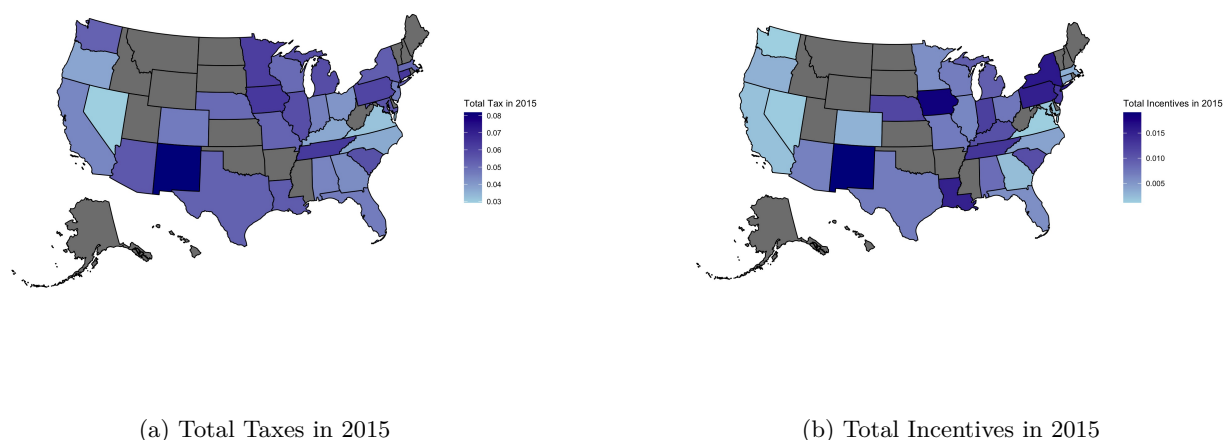 Total Tax in 2015
0.08
0.07
0.06
0.05
0.04
0.03
Total Incentives in 2015
0.015
0.010
0.005
(a) Total Taxes in 2015
(b) Total Incentives in 2015